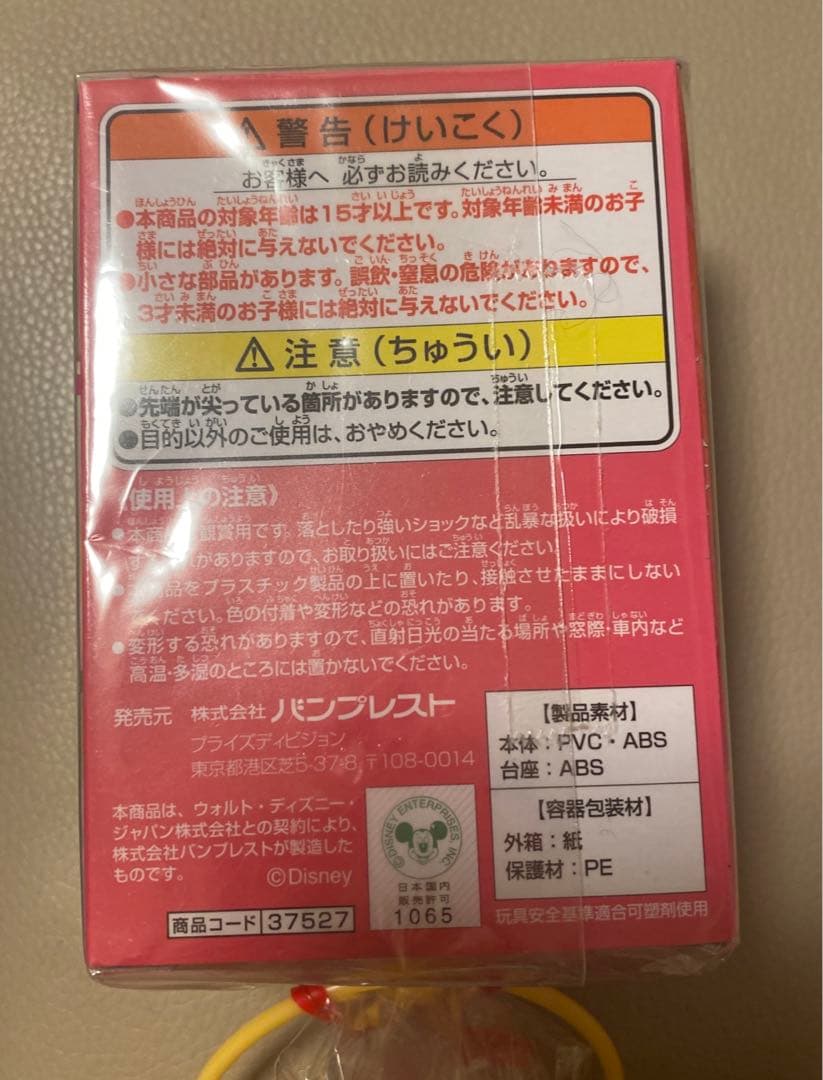 ⚠ 警告（けいこく）
お客様へ 必ずお読みください。
●本商品の対象年齢は15才以上です。対象年齢未満のお子
様には絶対に与えないでください。
●小さな部品があります。誤飲・窒息の危険がありますので、
3才未満のお子様には絶対に与えないでください。
⚠ 注意（ちゅうい）
●先端が尖っている箇所がありますので、注意してください。
●目的以外のご使用は、おやめください。
《使用上の注意》
●本商品は観賞用です。落としたり強いショックなど乱暴な扱いにより破損
する恐れがありますので、お取り扱いにはご注意ください。
●本商品をプラスチック製品の上に置いたり、接触させたままにしない
でください。色の付着や変形などの恐れがあります。
●変形する恐れがありますので、直射日光の当たる場所や窓際・車内など
高温・多湿のところには置かないでください。
発売元 株式会社 バンプレスト
プライズディビジョン
東京都港区芝5-37-8 〒108-0014
本商品は、ウォルト・ディズニー・
ジャパン株式会社との契約により、
株式会社バンプレストが製造した
ものです。
©Disney
商品コード 37527
©DISNEY ENTERPRISES, INC
日本国内
販売許可
1065
【製品素材】
本体：PVC・ABS
台座：ABS
【容器包装材】
外箱：紙
保護材：PE
玩具安全基準適合可塑剤使用